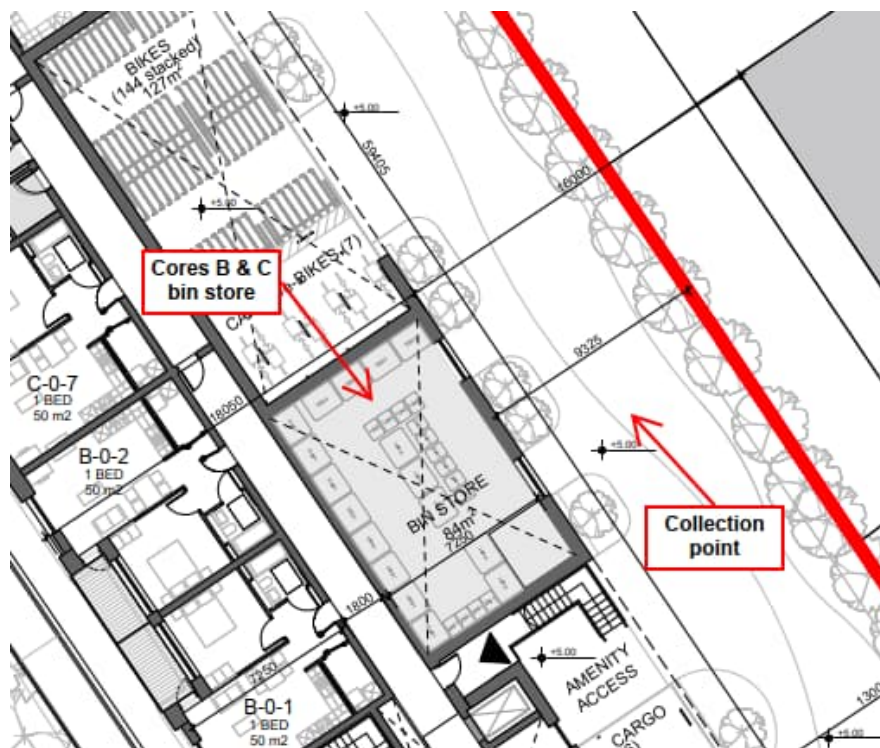 BIKES
(144 stacked)
127m²
+5.00
59405
16000
+5.00
Cores B & C
bin store
BIKES (7)
9325
C-0-7
1 BED
50 m2
18050
B-0-2
1 BED
50 m2
+5.00
BIN STORE
84m²
7250
Collection
point
1800
+5.00
AMENITY
ACCESS
7250
B-0-1
1 BED
50 m2
CARGO
1300
+5.00